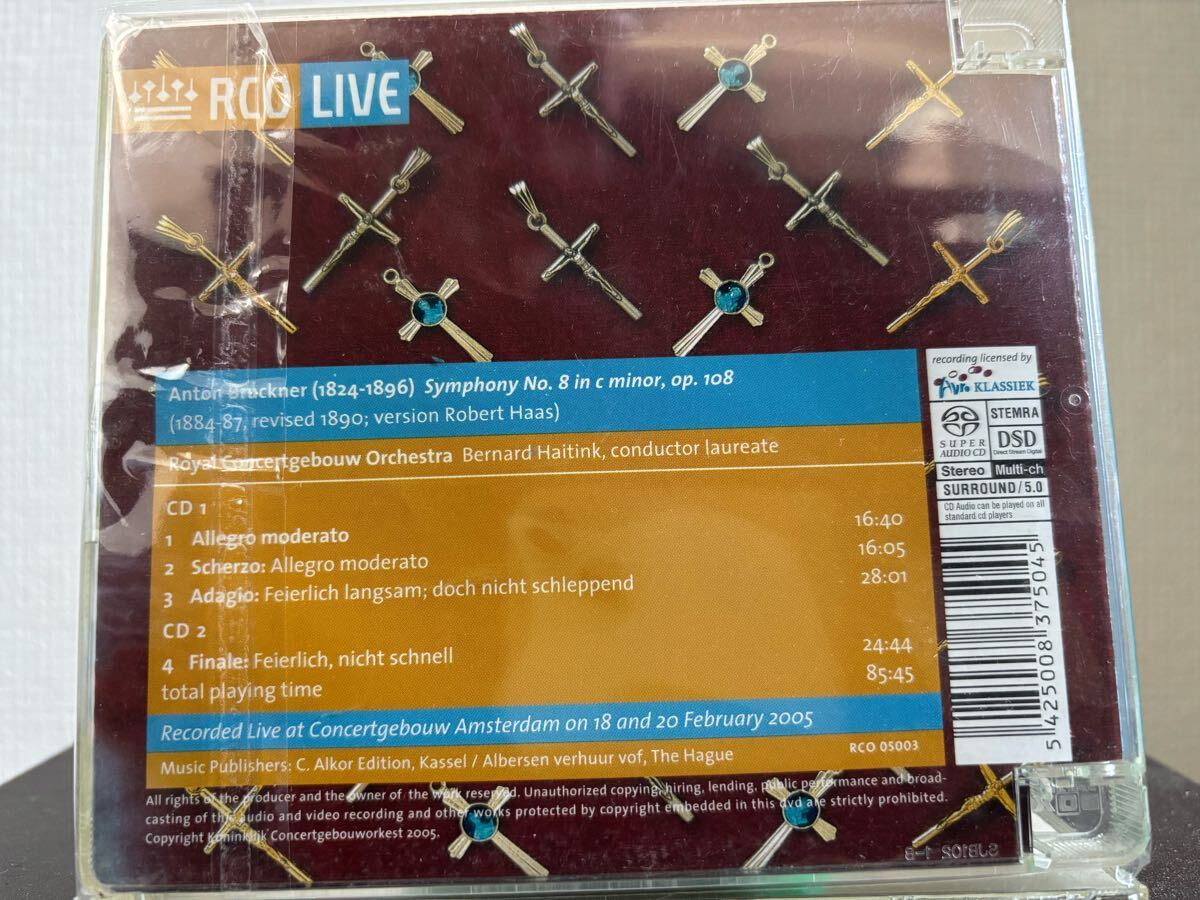 RCO LIVE
Anton Bruckner (1824-1896) Symphony No. 8 in c minor, op. 108
(1884-87, revised 1890; version Robert Haas)
Royal Concertgebouw Orchestra Bernard Haitink, conductor laureate
CD 1
1 Allegro moderato 16:40
2 Scherzo: Allegro moderato 16:05
3 Adagio: Feierlich langsam; doch nicht schleppend 28:01
CD 2
4 Finale: Feierlich, nicht schnell 24:44
total playing time 85:45
Recorded Live at Concertgebouw Amsterdam on 18 and 20 February 2005
Music Publishers: C. Alkor Edition, Kassel / Albersen verhuur vof, The Hague RCO 05003
All rights of the producer and the owner of the work reserved. Unauthorized copying, hiring, lending, public performance and broad-
casting of this audio and video recording and other works protected by copyright embedded in this dvd are strictly prohibited.
Copyright Koninklijk Concertgebouworkest 2005.
recording licensed by
Avro KLASSIEK
SUPER AUDIO CD
STEMRA
DSD
Direct Stream Digital
Stereo Multi-ch
SURROUND/5.0
CD Audio can be played on all
standard cd players
5 425008 375045
SJB102 1-8